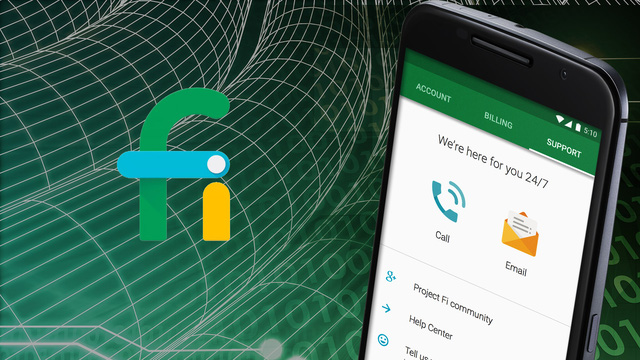 fi
5:10
ACCOUNT
BILLING
SUPPORT
We're here for you 24/7
Call
Email
Project Fi community
Help Center
Tell us